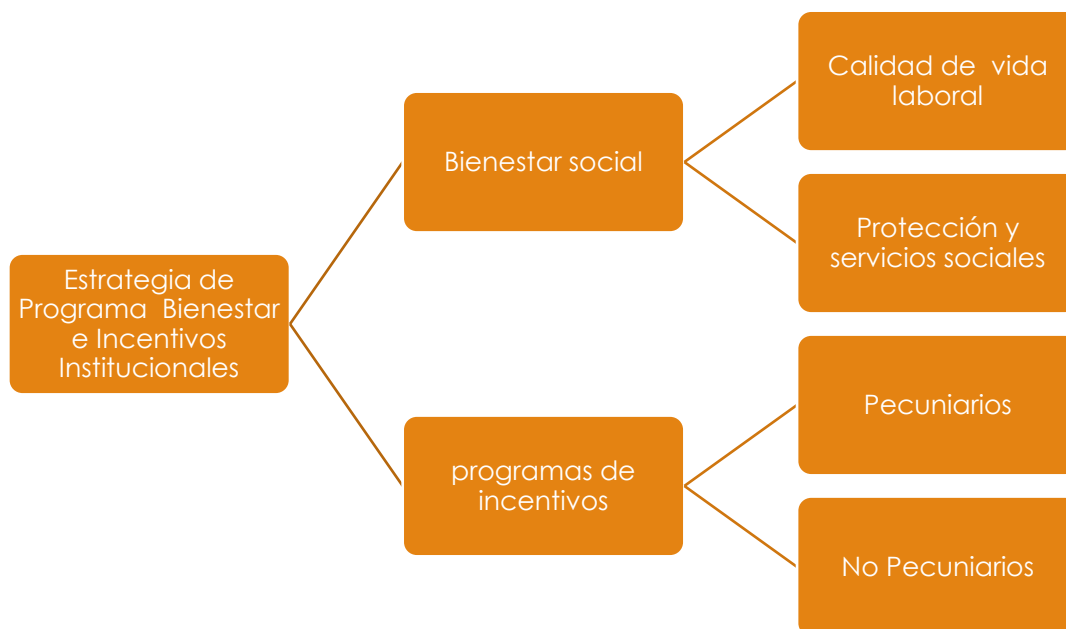 Calidad de vida
laboral
Bienestar social
Protección y
servicios sociales
Estrategia de
Programa Bienestar
e Incentivos
Institucionales
Pecuniarios
programas de
incentivos
No Pecuniarios